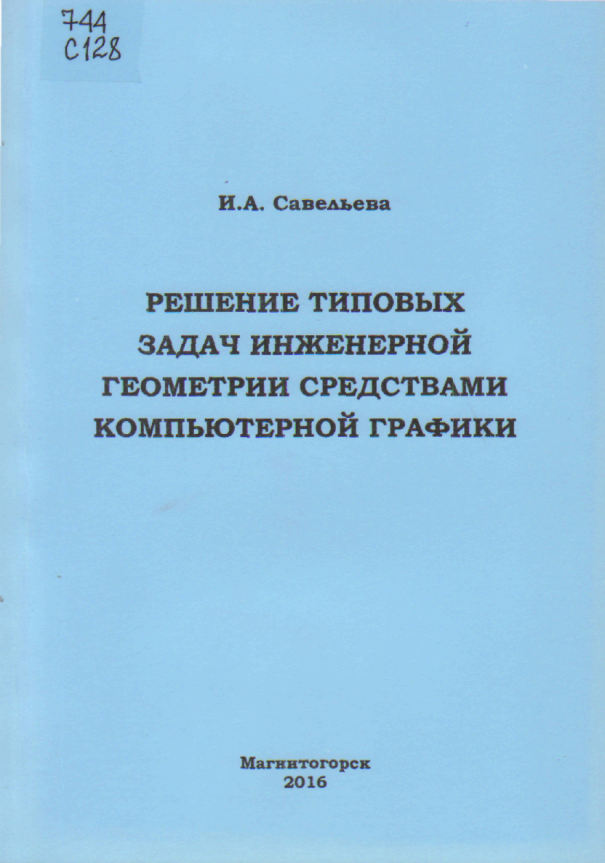 744
С128
И.А. Савельева
РЕШЕНИЕ ТИПОВЫХ
ЗАДАЧ ИНЖЕНЕРНОЙ
ГЕОМЕТРИИ СРЕДСТВАМИ
КОМПЬЮТЕРНОЙ ГРАФИКИ
Магнитогорск
2016